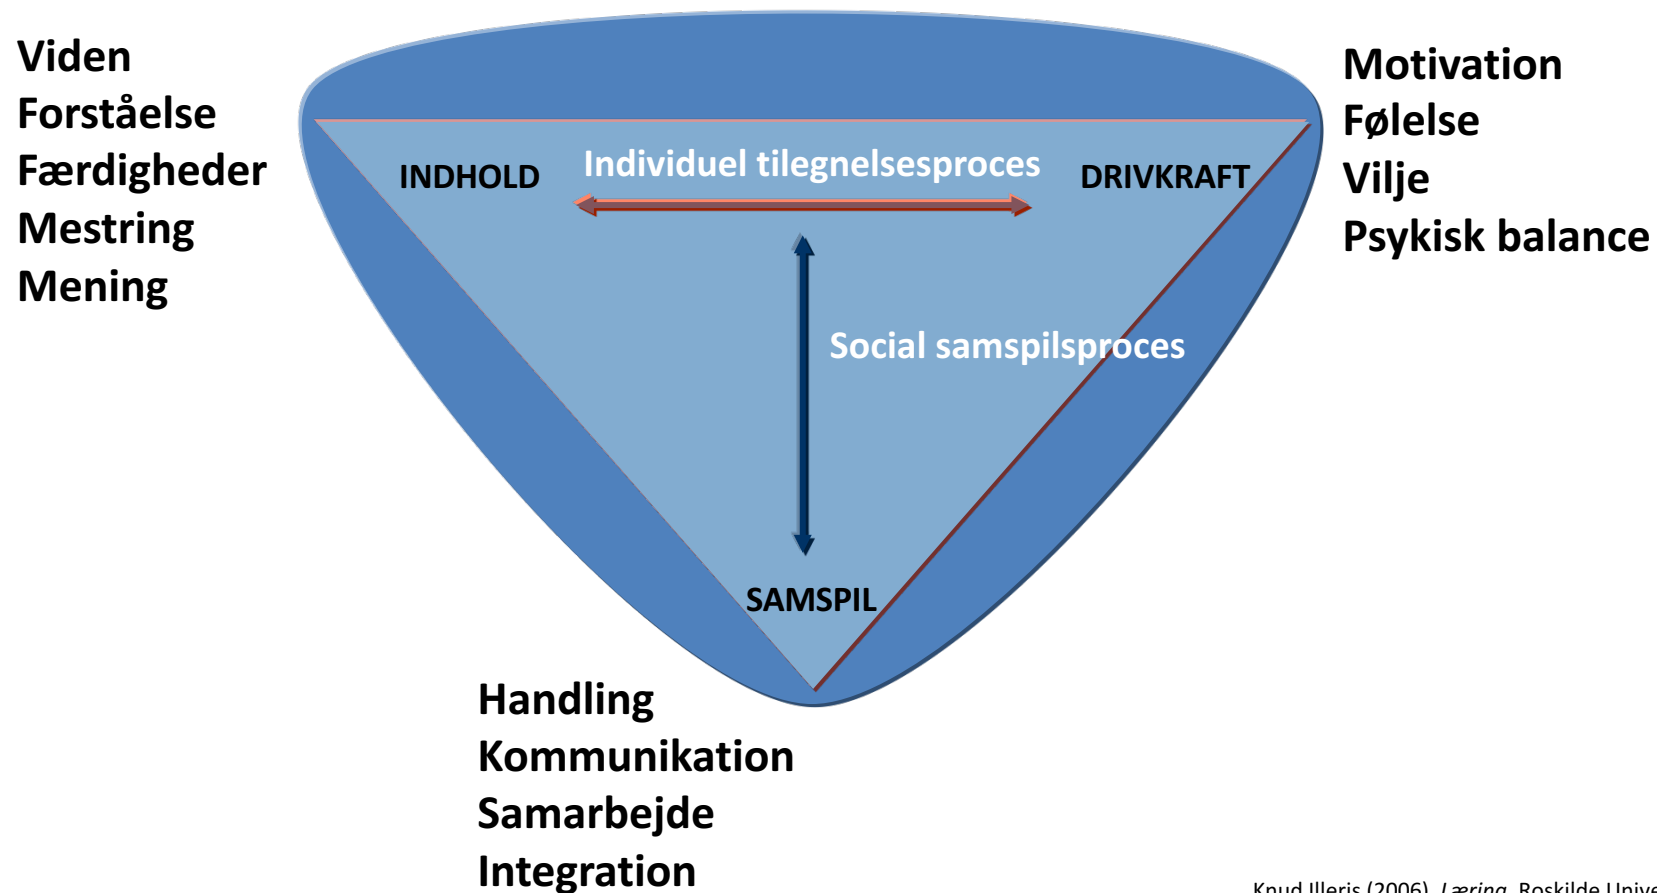 Viden
Forståelse
Færdigheder
Mestring
Mening
Motivation
Følelse
Vilje
Psykisk balance
INDHOLD
Individuel tilegnelsesproces
DRIVKRAFT
Social samspilsproces
SAMSPIL
Handling
Kommunikation
Samarbejde
Integration
Knud Illeris (2006) Læring. Roskilde